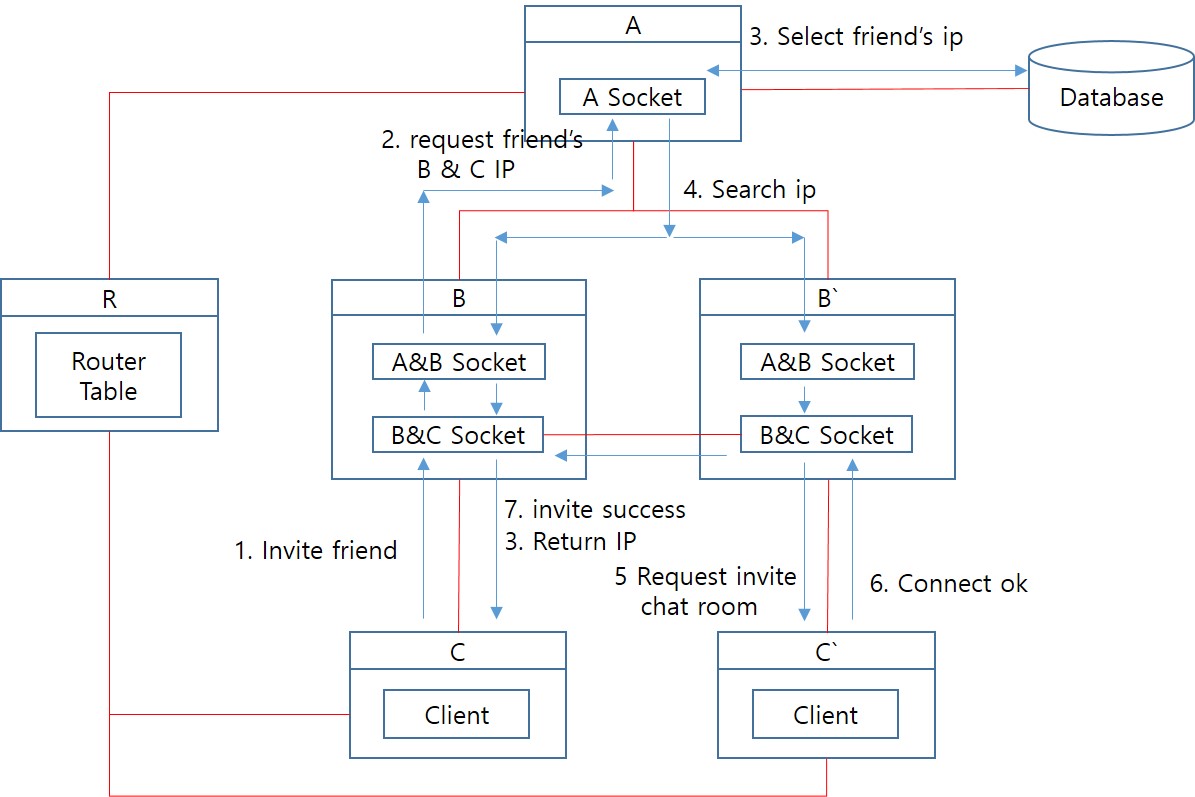 A
3. Select friend's ip
A Socket
Database
2. request friend's
B & C IP
4. Search ip
R
B
B`
Router
Table
A&B Socket
A&B Socket
B&C Socket
B&C Socket
7. invite success
3. Return IP
1. Invite friend
5 Request invite
chat room
6. Connect ok
C
C`
Client
Client